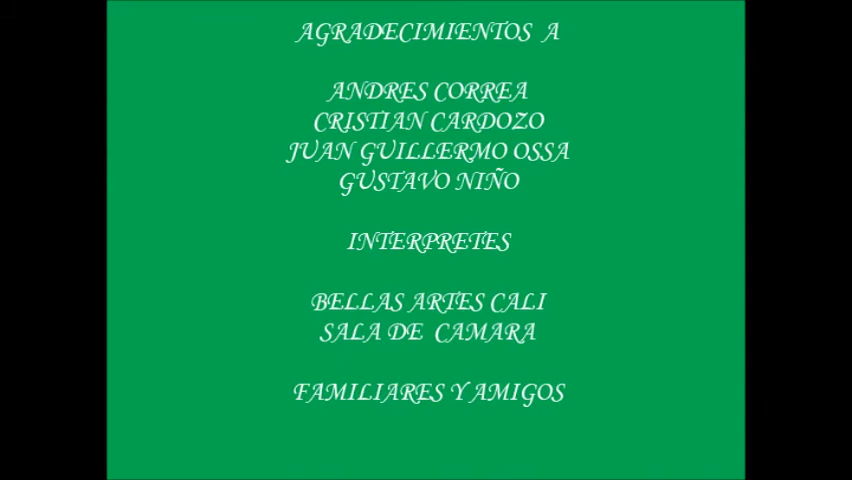 AGRADECIMIENTOS A
ANDRES CORREA
CRISTIAN CARDOZO
JUAN GUILLERMO OSSA
GUSTAVO NIÑO
INTERPRETES
BELLAS ARTES CALI
SALA DE CAMARA
FAMILIARES Y AMIGOS